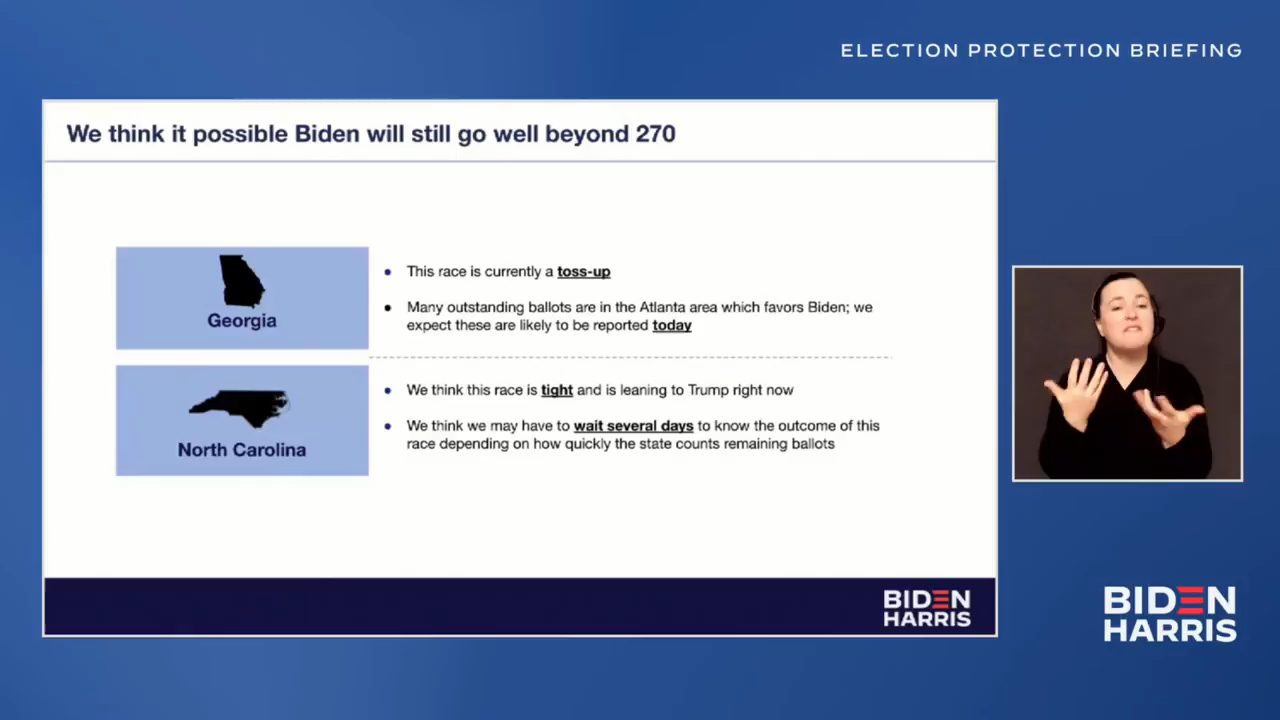 ELECTION PROTECTION BRIEFING
We think it possible Biden will still go well beyond 270
Georgia
This race is currently a toss-up
Many outstanding ballots are in the Atlanta area which favors Biden; we
expect these are likely to be reported today
North Carolina
We think this race is tight and is leaning to Trump right now
We think we may have to wait several days to know the outcome of this
race depending on how quickly the state counts remaining ballots
BIDEN
HARRIS
BIDEN
HARRIS